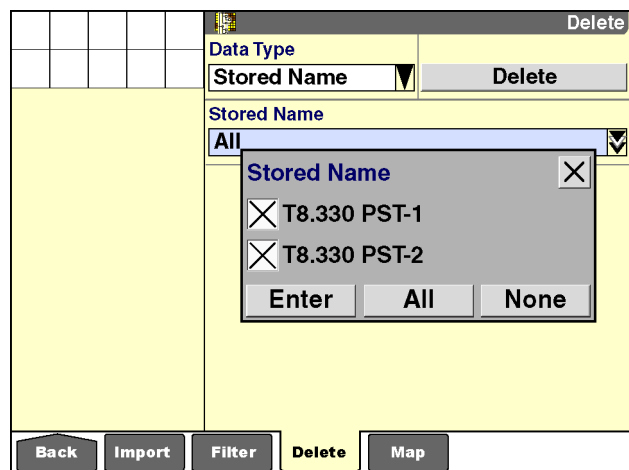 Delete
Data Type
Stored Name
Delete
Stored Name
All
Stored Name
T8.330 PST-1
T8.330 PST-2
Enter
All
None
Back
Import
Filter
Delete
Map